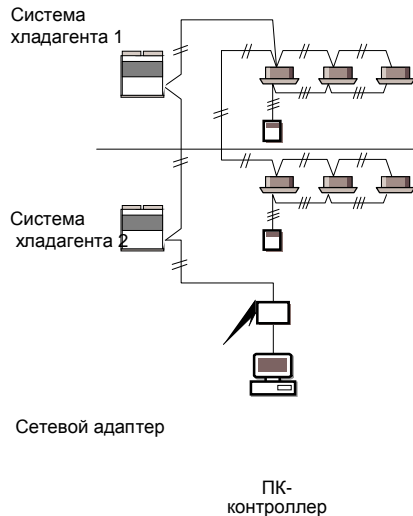 Система
хладагента 1
Система
хладагента 2
Сетевой адаптер
ПК-
контроллер